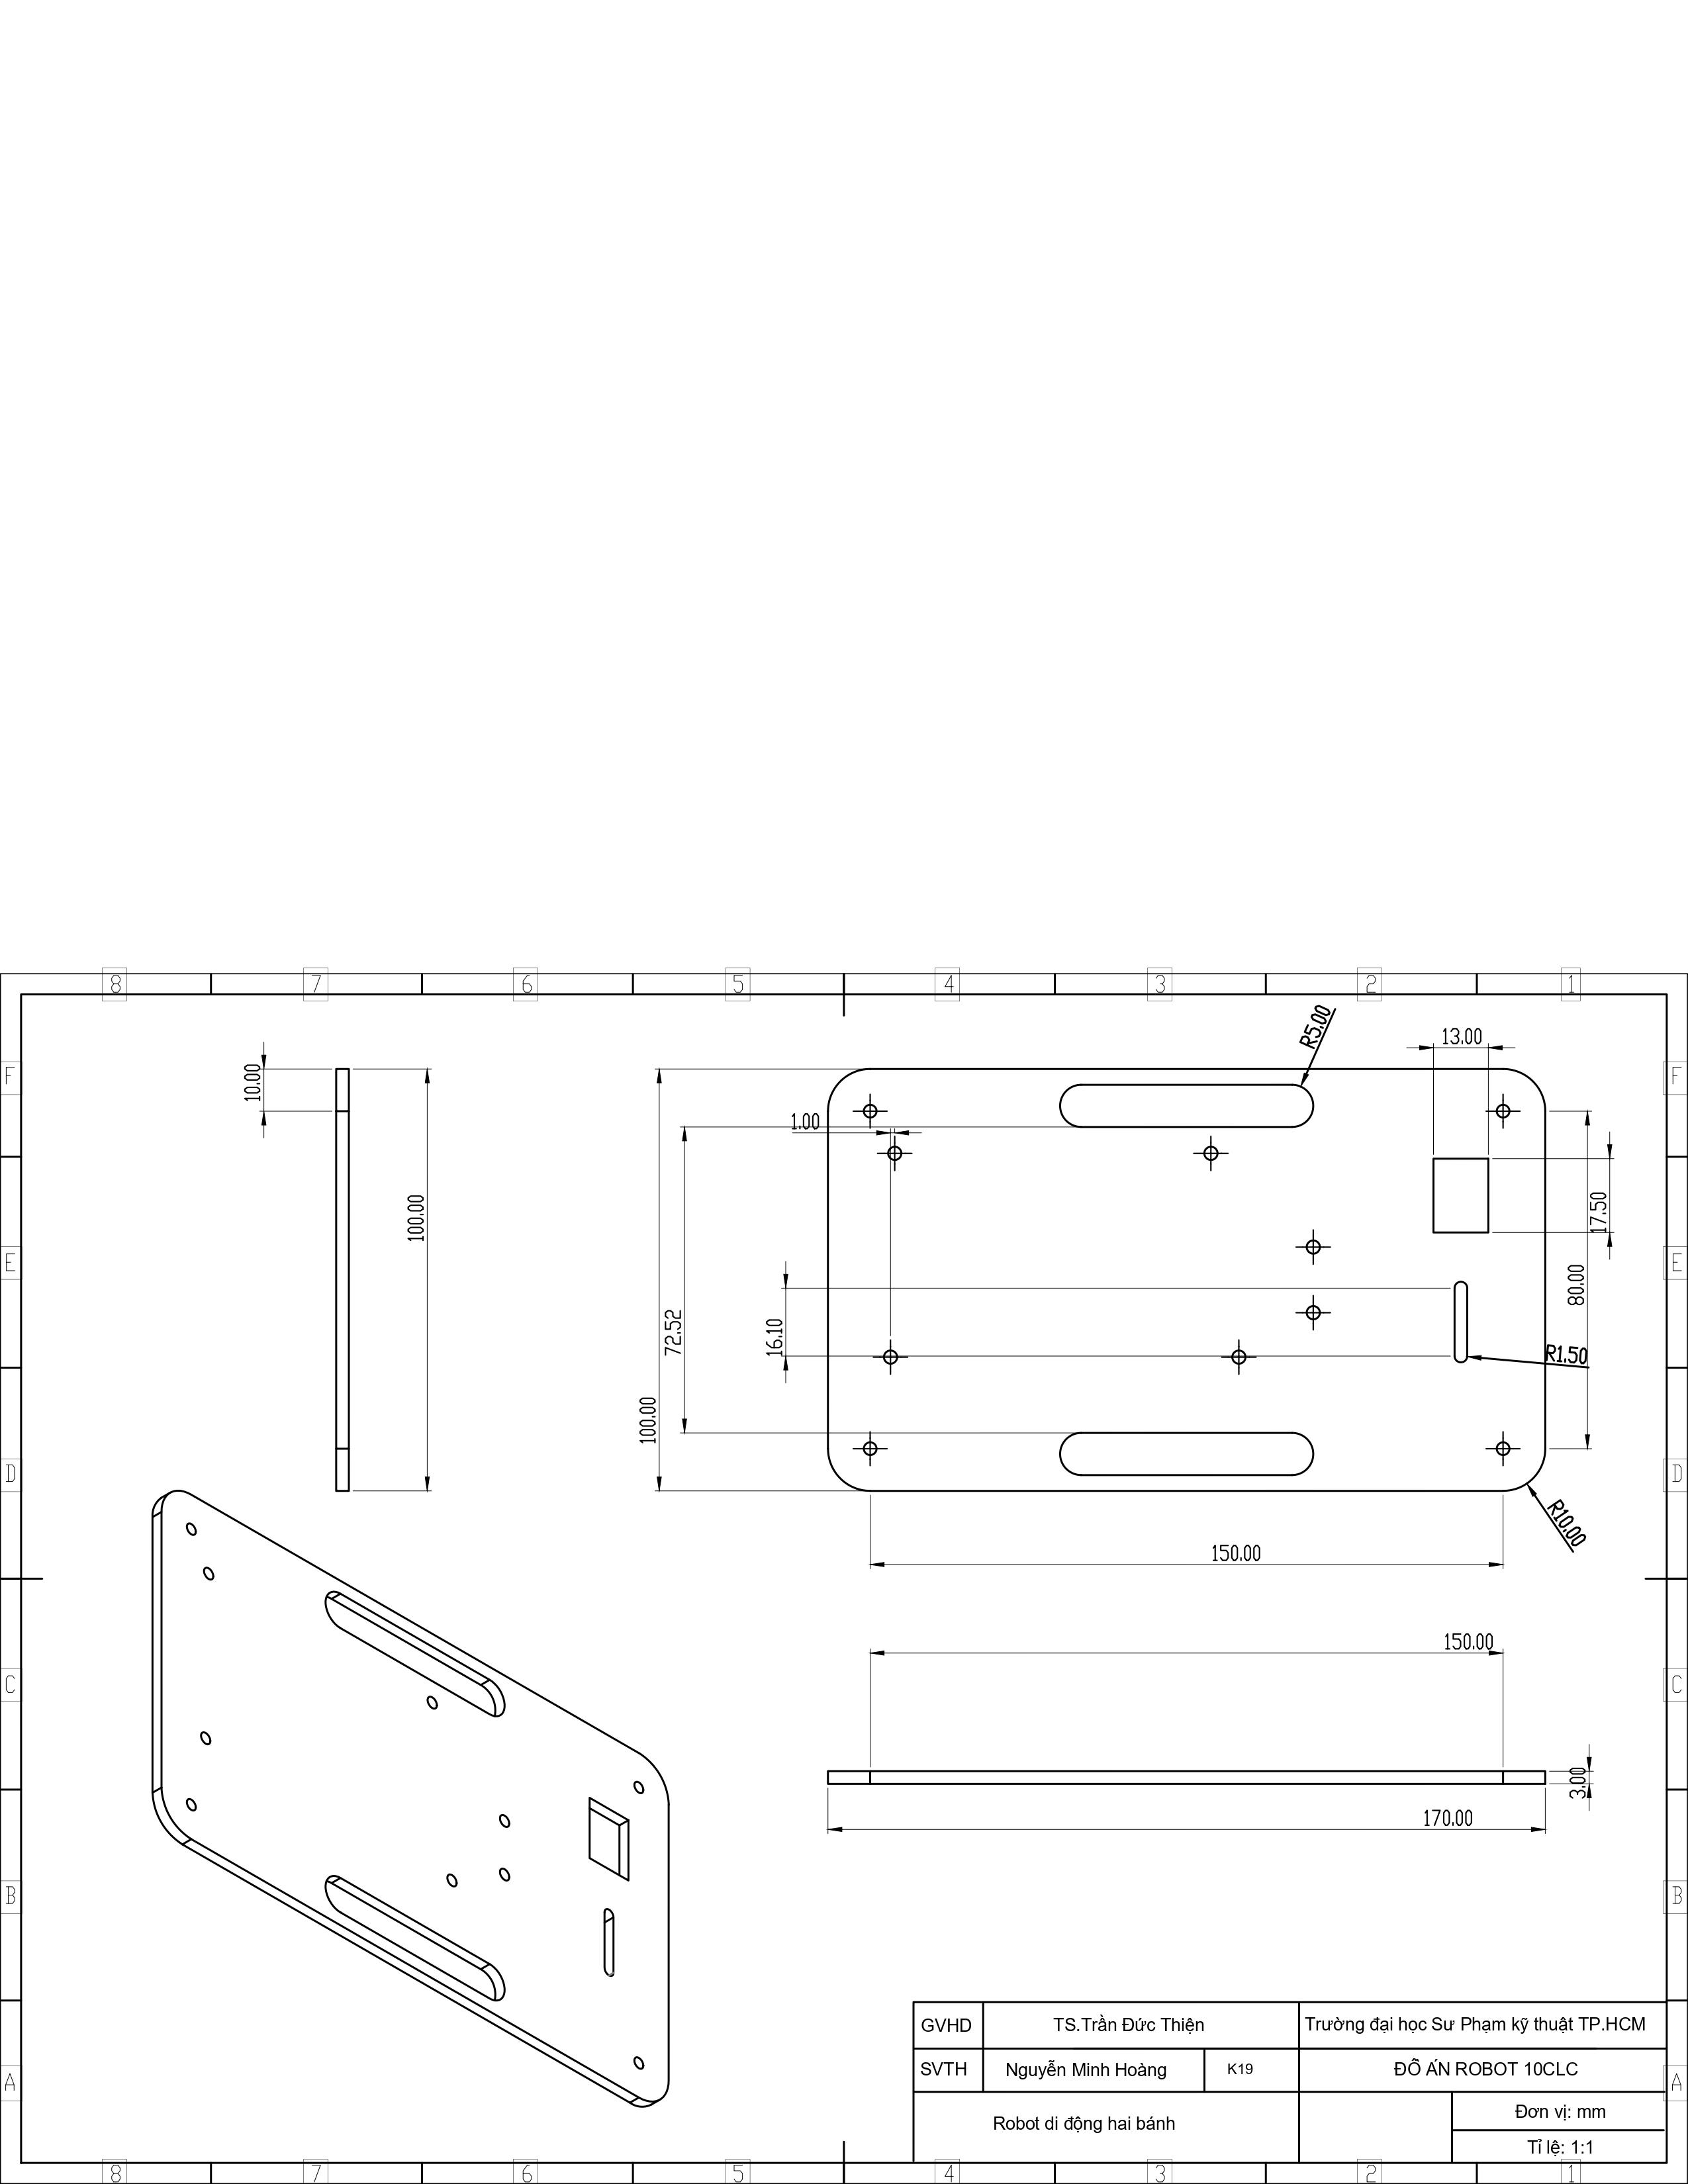 8 7 6 5 4 3 2 1
R5.00
13.00
10.00
F
F
1.00
100.00
17.50
E
E
80.00
72.52
16.10
R1.50
100.00
D
D
R10.00
150.00
150.00
C
C
3.00
170.00
B
B
GVHD
TS.Trần Đức Thiện
Trường đại học Sư Phạm kỹ thuật TP.HCM
SVTH
Nguyễn Minh Hoàng
K19
ĐỒ ÁN ROBOT 10CLC
A
A
Robot di động hai bánh
Đơn vị: mm
Tỉ lệ: 1:1
8 7 6 5 4 3 2 1